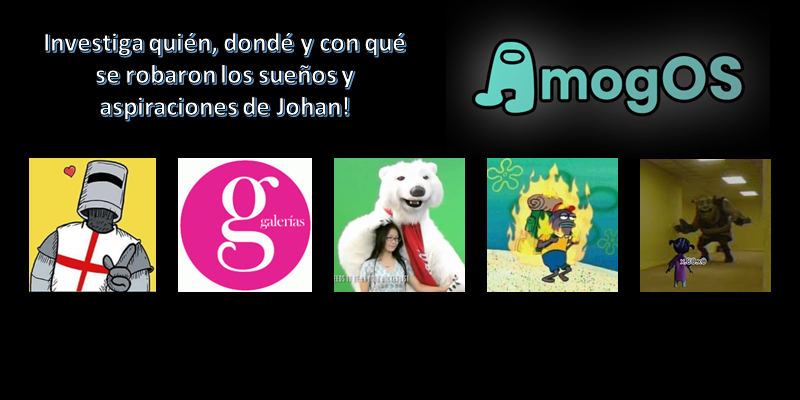 Investiga quién, dondé y con qué
se robaron los sueños y
aspiraciones de Johan!
AmogOS
g
galerías